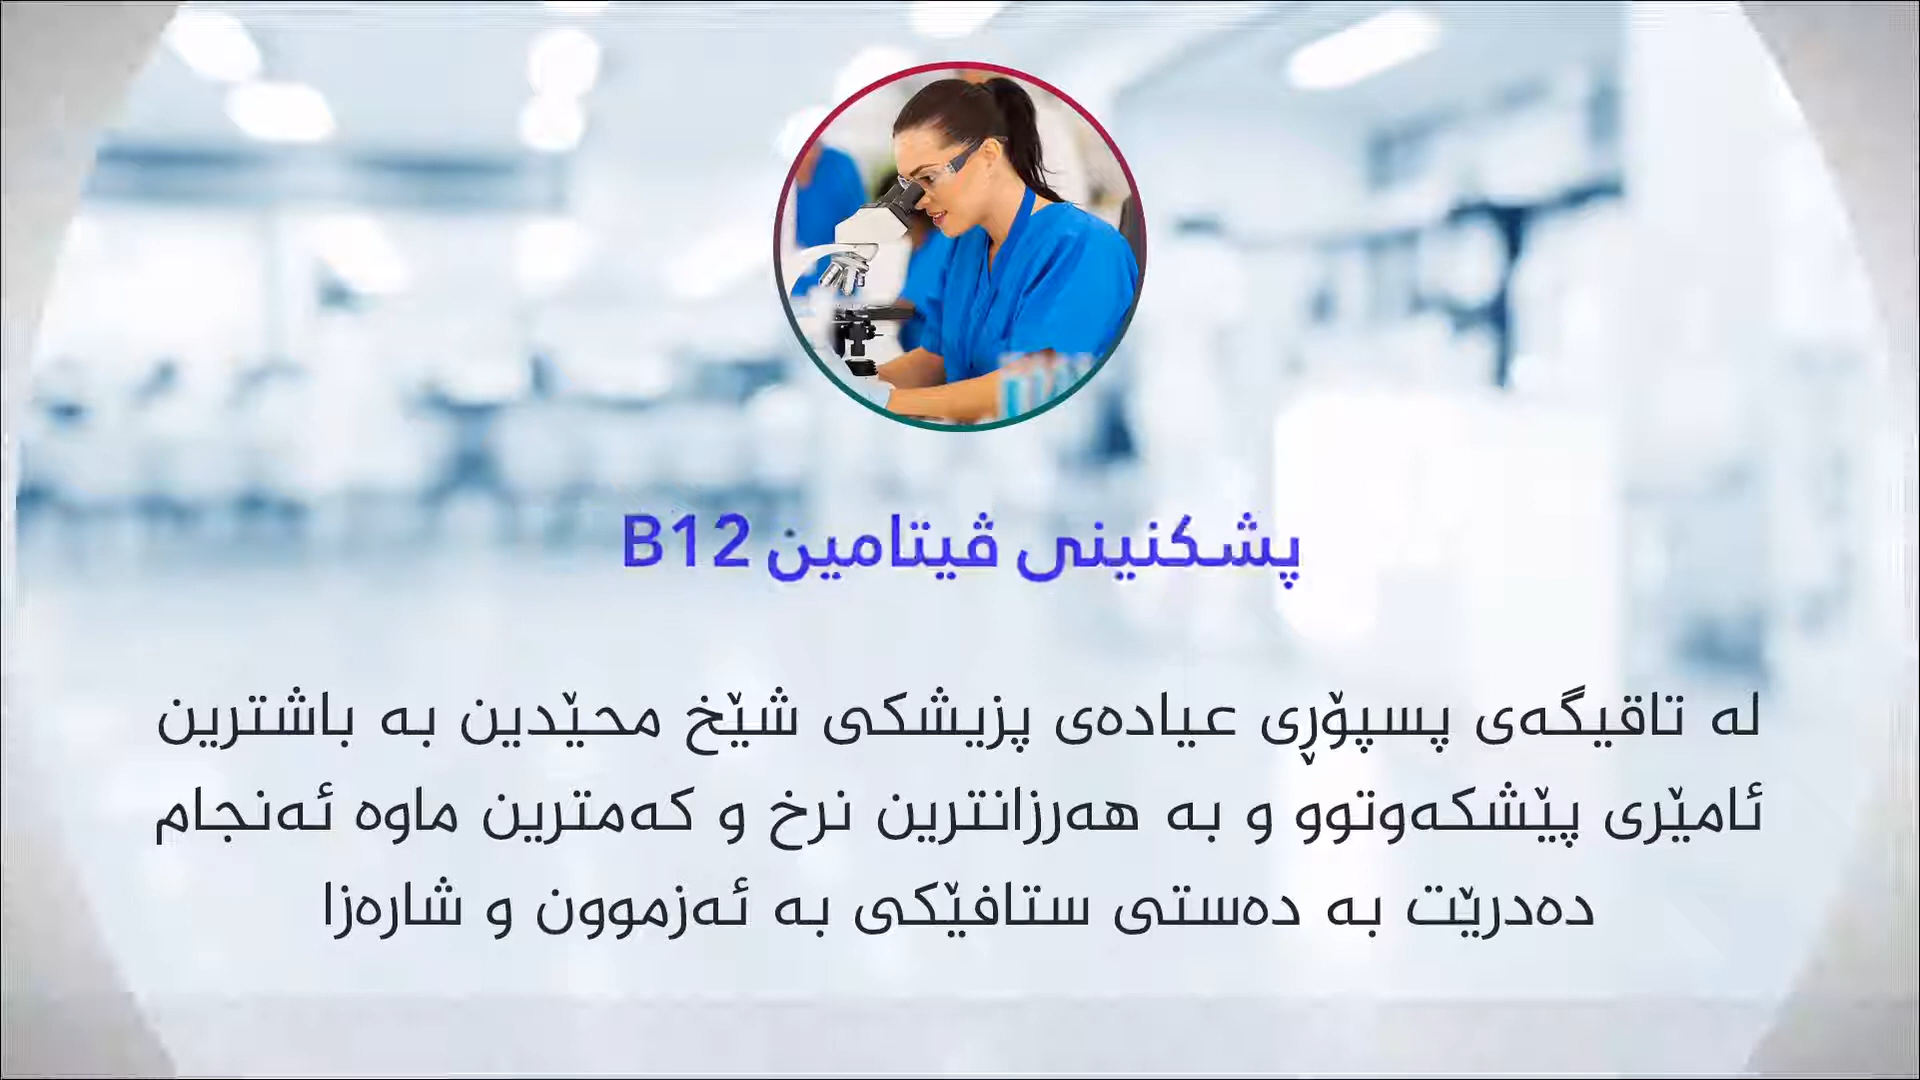 پشکنینی ڤیتامین B12
لە تاقیگەی پسپۆڕی عیادەی پزیشکی شێخ محێدین بە باشترین
ئامێری پێشکەوتوو و بە هەرزانترین نرخ و کەمترین ماوە ئەنجام
دەدرێت بە دەستی ستافێکی بە ئەزموون و شارەزا